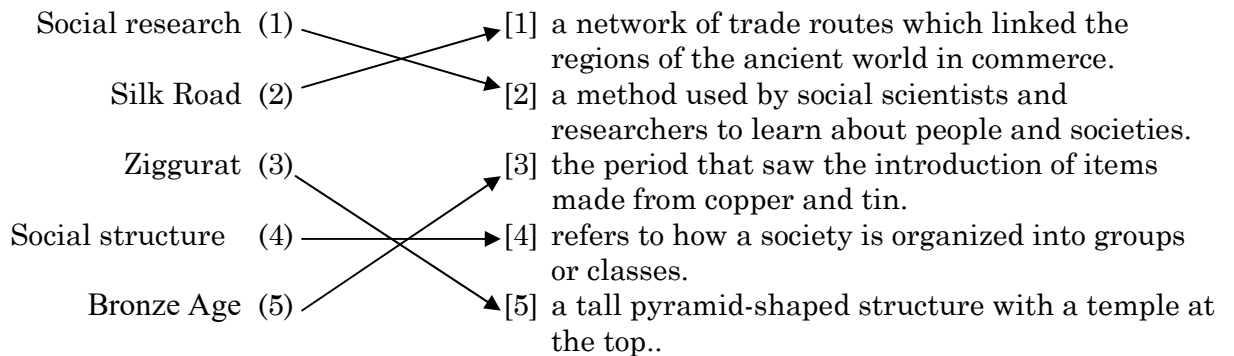 Social research (1) [1] a network of trade routes which linked the
regions of the ancient world in commerce.
Silk Road (2) [2] a method used by social scientists and
researchers to learn about people and societies.
Ziggurat (3) [3] the period that saw the introduction of items
made from copper and tin.
Social structure (4) [4] refers to how a society is organized into groups
or classes.
Bronze Age (5) [5] a tall pyramid-shaped structure with a temple at
the top..